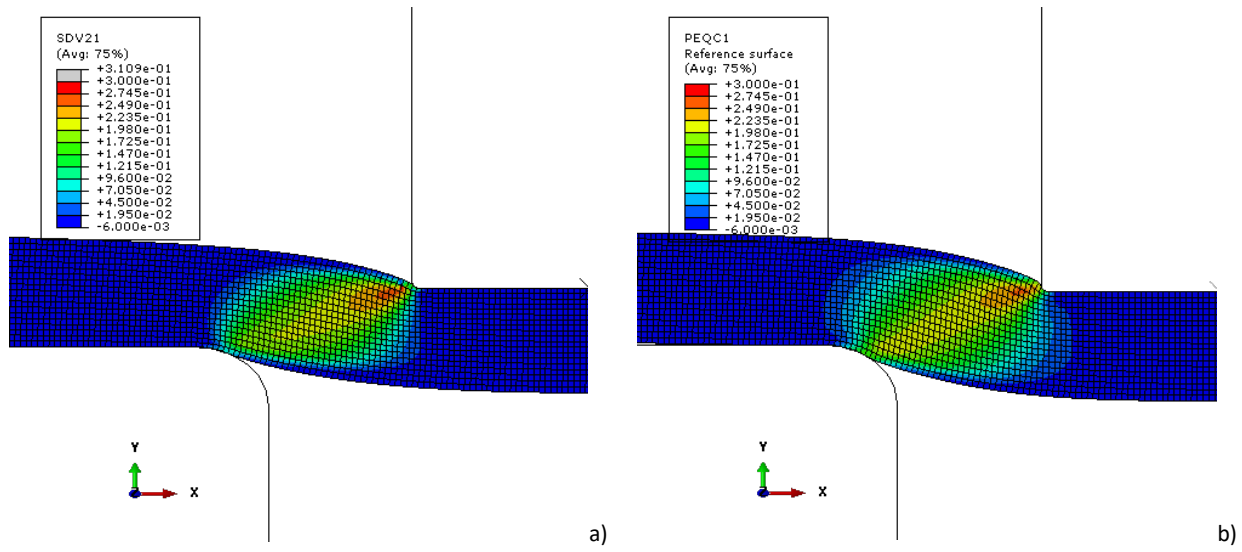 SDV21
(Avg: 75%)
+3.109e-01
+3.000e-01
+2.745e-01
+2.490e-01
+2.235e-01
+1.980e-01
+1.725e-01
+1.470e-01
+1.215e-01
+9.600e-02
+7.050e-02
+4.500e-02
+1.950e-02
-6.000e-03
Y
X
a)
PEQC1
Reference surface
(Avg: 75%)
+3.000e-01
+2.745e-01
+2.490e-01
+2.235e-01
+1.980e-01
+1.725e-01
+1.470e-01
+1.215e-01
+9.600e-02
+7.050e-02
+4.500e-02
+1.950e-02
-6.000e-03
Y
X
b)